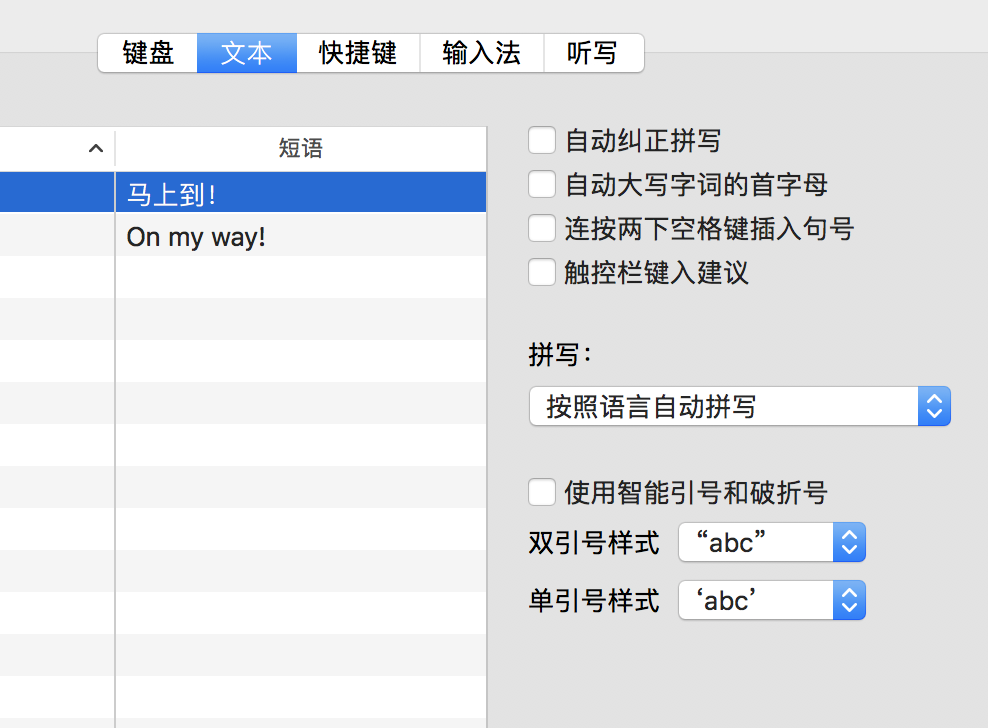 键盘 文本 快捷键 输入法 听写
短语
马上到！
On my way!
自动纠正拼写
自动大写字词的首字母
连按两下空格键插入句号
触控栏键入建议
拼写：
按照语言自动拼写
使用智能引号和破折号
双引号样式 “abc”
单引号样式 ‘abc’